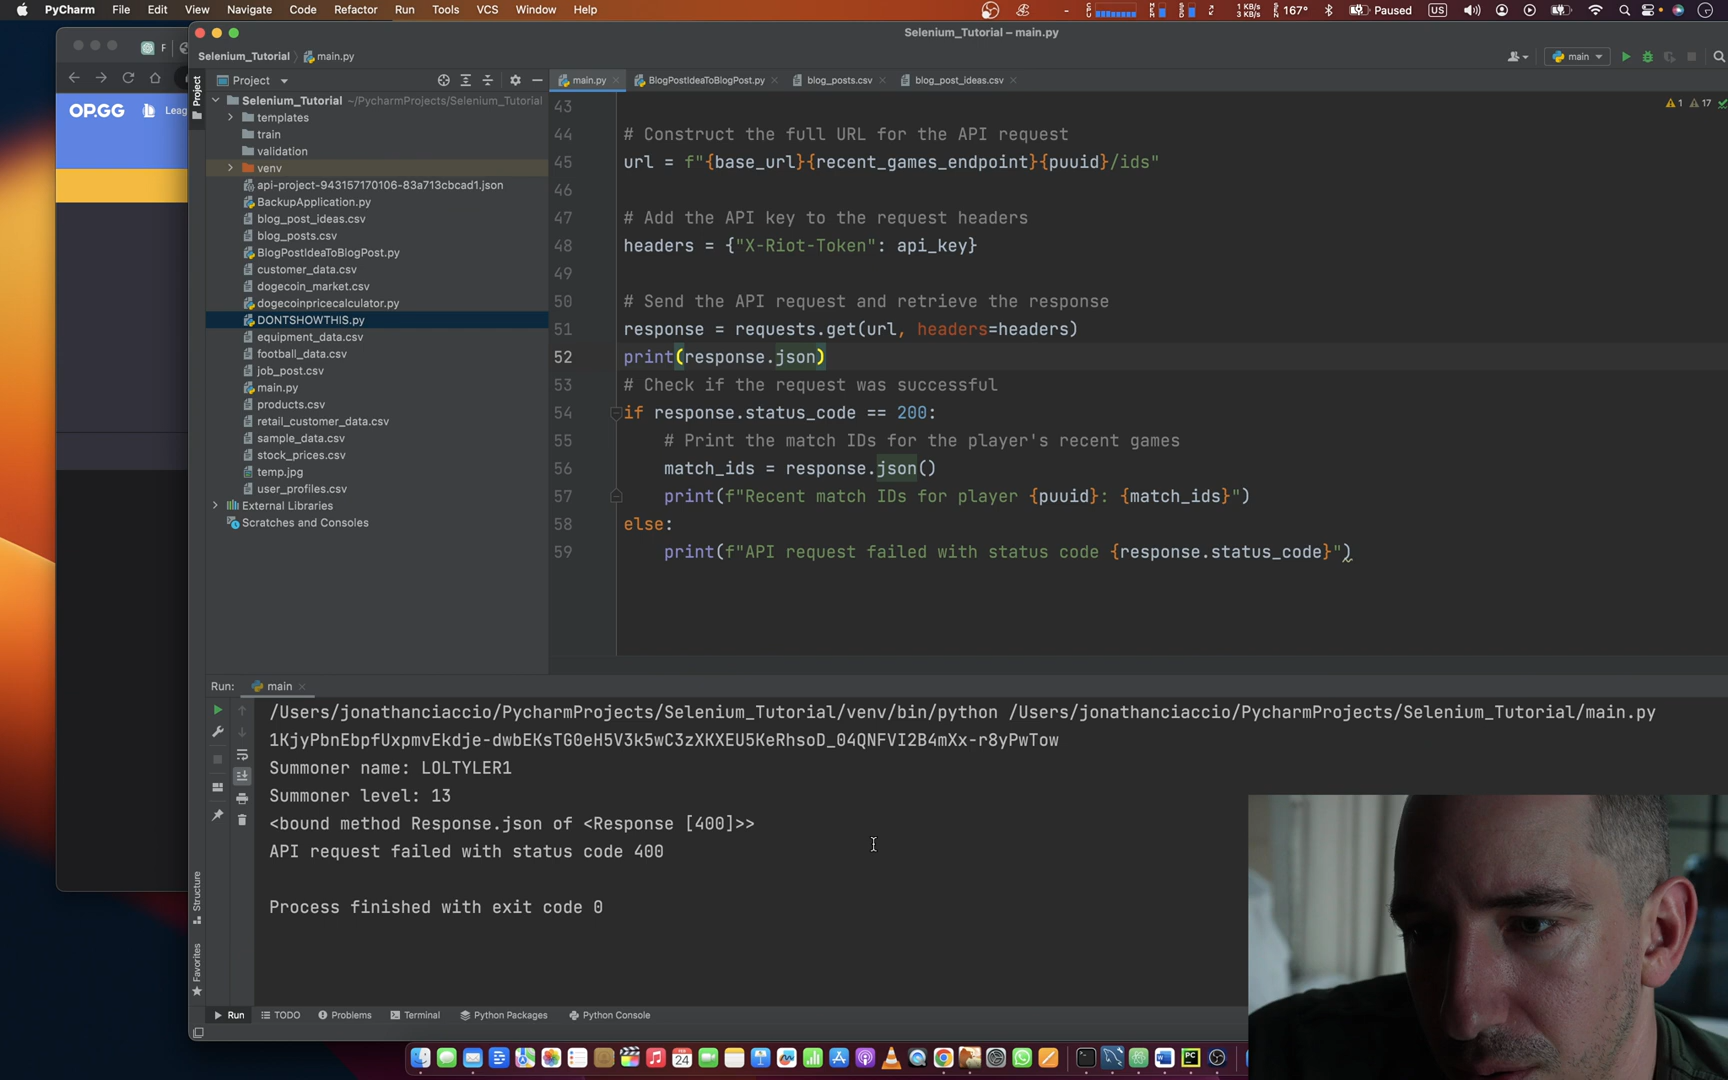 PyCharm File Edit View Navigate Code Refactor Run Tools VCS Window Help
1 KB/s
3 KB/s
167°
Paused
US
Selenium_Tutorial – main.py
Selenium_Tutorial main.py
main
F
OP.GG Leag
Project
Project
main.py BlogPostIdeaToBlogPost.py blog_posts.csv blog_post_ideas.csv
1 17
Selenium_Tutorial ~/PycharmProjects/Selenium_Tutorial
templates
train
validation
venv
api-project-943157170106-83a713cbcad1.json
BackupApplication.py
blog_post_ideas.csv
blog_posts.csv
BlogPostIdeaToBlogPost.py
customer_data.csv
dogecoin_market.csv
dogecoinpricecalculator.py
DONTSHOWTHIS.py
equipment_data.csv
football_data.csv
job_post.csv
main.py
products.csv
retail_customer_data.csv
sample_data.csv
stock_prices.csv
temp.jpg
user_profiles.csv
External Libraries
Scratches and Consoles
43
44 # Construct the full URL for the API request
45 url = f"{base_url}{recent_games_endpoint}{puuid}/ids"
46
47 # Add the API key to the request headers
48 headers = {"X-Riot-Token": api_key}
49
50 # Send the API request and retrieve the response
51 response = requests.get(url, headers=headers)
52 print(response.json)
53 # Check if the request was successful
54 if response.status_code == 200:
55 # Print the match IDs for the player's recent games
56 match_ids = response.json()
57 print(f"Recent match IDs for player {puuid}: {match_ids}")
58 else:
59 print(f"API request failed with status code {response.status_code}")
Run: main
/Users/jonathanciaccio/PycharmProjects/Selenium_Tutorial/venv/bin/python /Users/jonathanciaccio/PycharmProjects/Selenium_Tutorial/main.py
1KjyPbnEbpfUxpmvEkdje-dwbEKsTG0eH5V3k5wC3zXKXEU5KeRhsoD_04QNFVI2B4mXx-r8yPwTow
Summoner name: LOLTYLER1
Summoner level: 13
<bound method Response.json of <Response [400]>>
API request failed with status code 400
Process finished with exit code 0
Structure
Favorites
Run TODO Problems Terminal Python Packages Python Console
24
PC